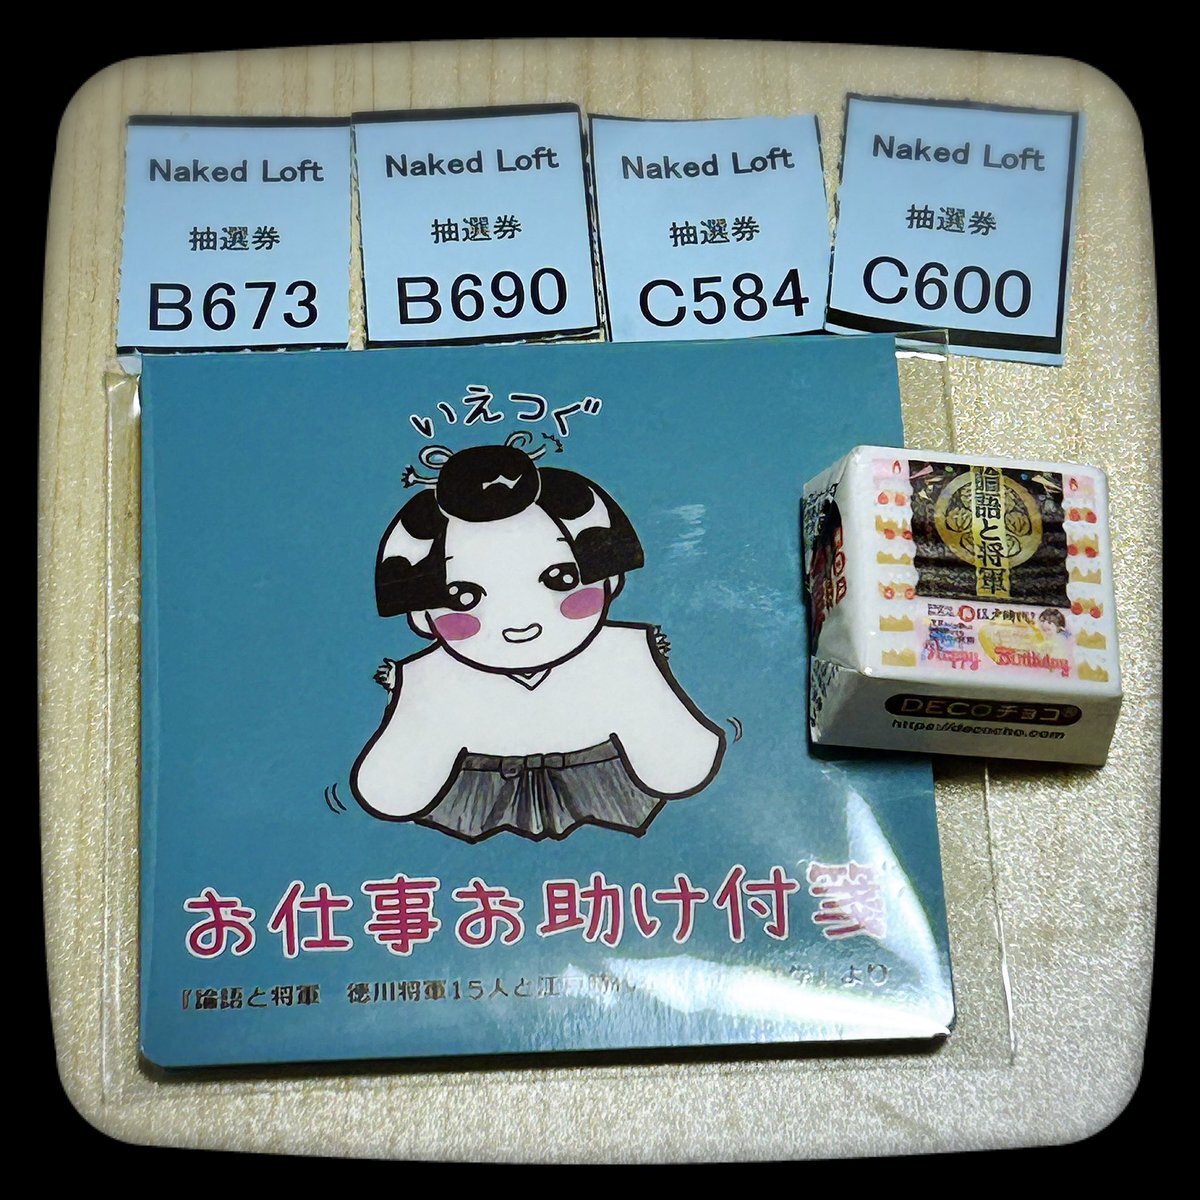 Naked Loft
抽選券
B673
Naked Loft
抽選券
B690
Naked Loft
抽選券
C584
Naked Loft
抽選券
C600
いえつぐ
お仕事お助け付箋
『論語と将軍 徳川将軍15人と江戸時代 』より
論語と将軍
Happy Birthday
DECOチョコ®
https://decocho.com